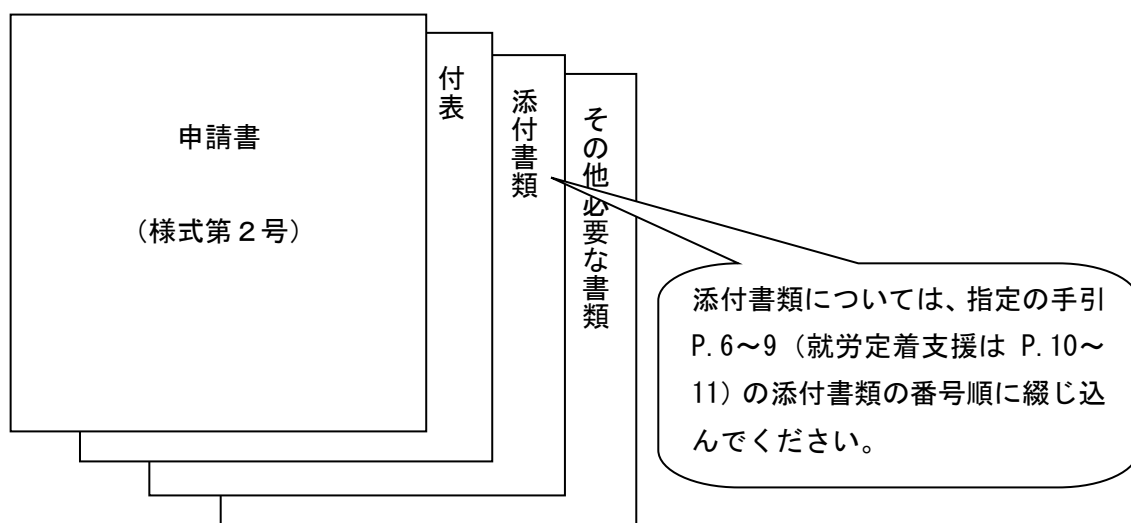 申請書
（様式第２号）
付表
添付書類
その他必要な書類
添付書類については、指定の手引
P.6～9（就労定着支援は P.10～
11）の添付書類の番号順に綴じ込
んでください。